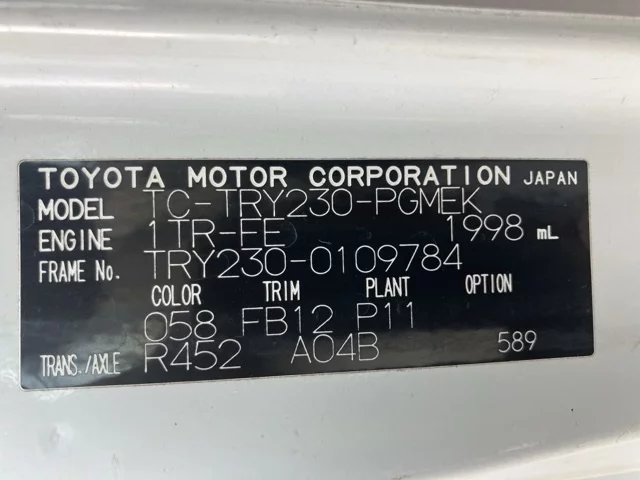 TOYOTA MOTOR CORPORATION JAPAN
MODEL TC-TRY230-PGMEK
ENGINE 1TR-FE 1998 mL
FRAME No. TRY230-0109784
COLOR TRIM PLANT OPTION
058 FB12 P11
TRANS./AXLE R452 A04B 589